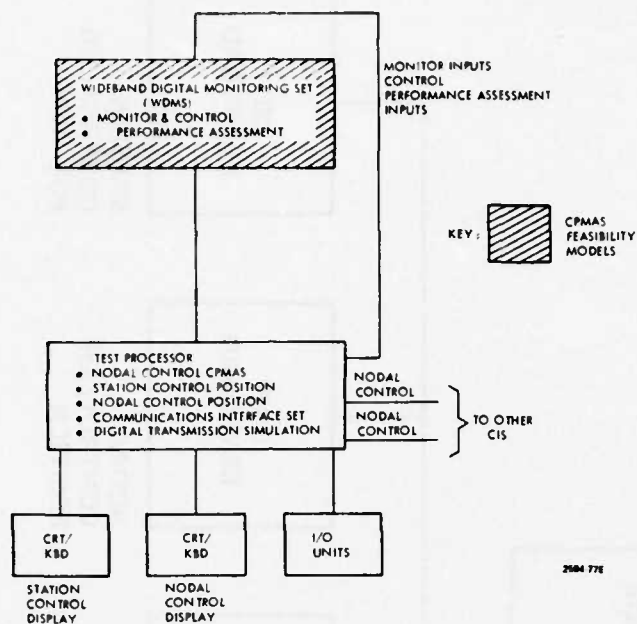 WIDEBAND DIGITAL MONITORING SET
(WDMS)
• MONITOR & CONTROL
• PERFORMANCE ASSESSMENT
MONITOR INPUTS
CONTROL
PERFORMANCE ASSESSMENT
INPUTS
KEY:
CPMAS
FEASIBILITY
MODELS
TEST PROCESSOR
• NODAL CONTROL CPMAS
• STATION CONTROL POSITION
• NODAL CONTROL POSITION
• COMMUNICATIONS INTERFACE SET
• DIGITAL TRANSMISSION SIMULATION
NODAL
CONTROL
NODAL
CONTROL
TO OTHER
CIS
CRT/
KBD
CRT/
KBD
I/O
UNITS
STATION
CONTROL
DISPLAY
NODAL
CONTROL
DISPLAY
2504-77E